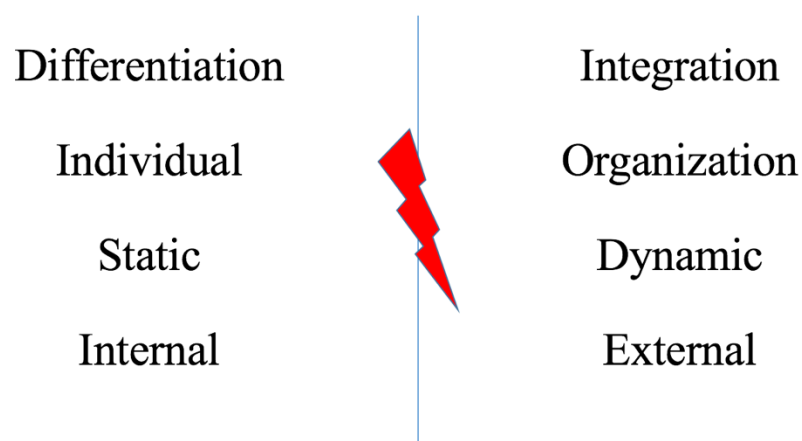 Differentiation
Integration
Individual
Organization
Static
Dynamic
Internal
External